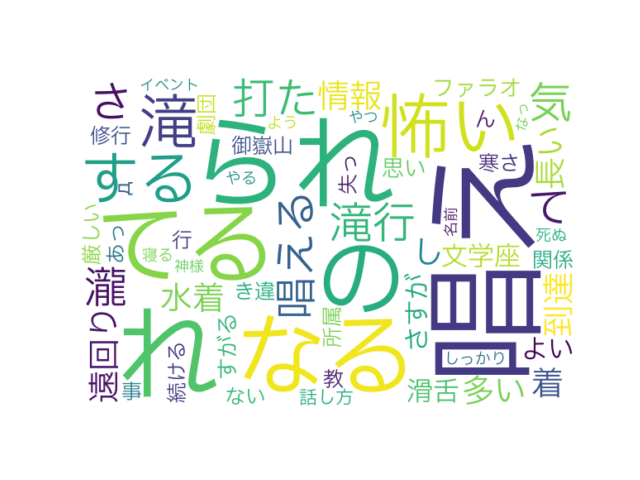 イベント
ファラオ
さ
滝
劇団
打た
情報
気
よう
やつ
ん
なっ
修行
御嶽山
怖い
する
られ
失っ
思い
寒さ
長い
Д
やる
え
て
厳しい
あっ
てる
唱える
滝行
の
名前
死ぬ
行
寝る
神様
し
文学座
関係
瀧
水着
き違
さすが
到達
遠回り
れ
なる
唱え
すがる
所属
しっかり
よい
事
続ける
ない
教
話し方
滑舌
多い
着